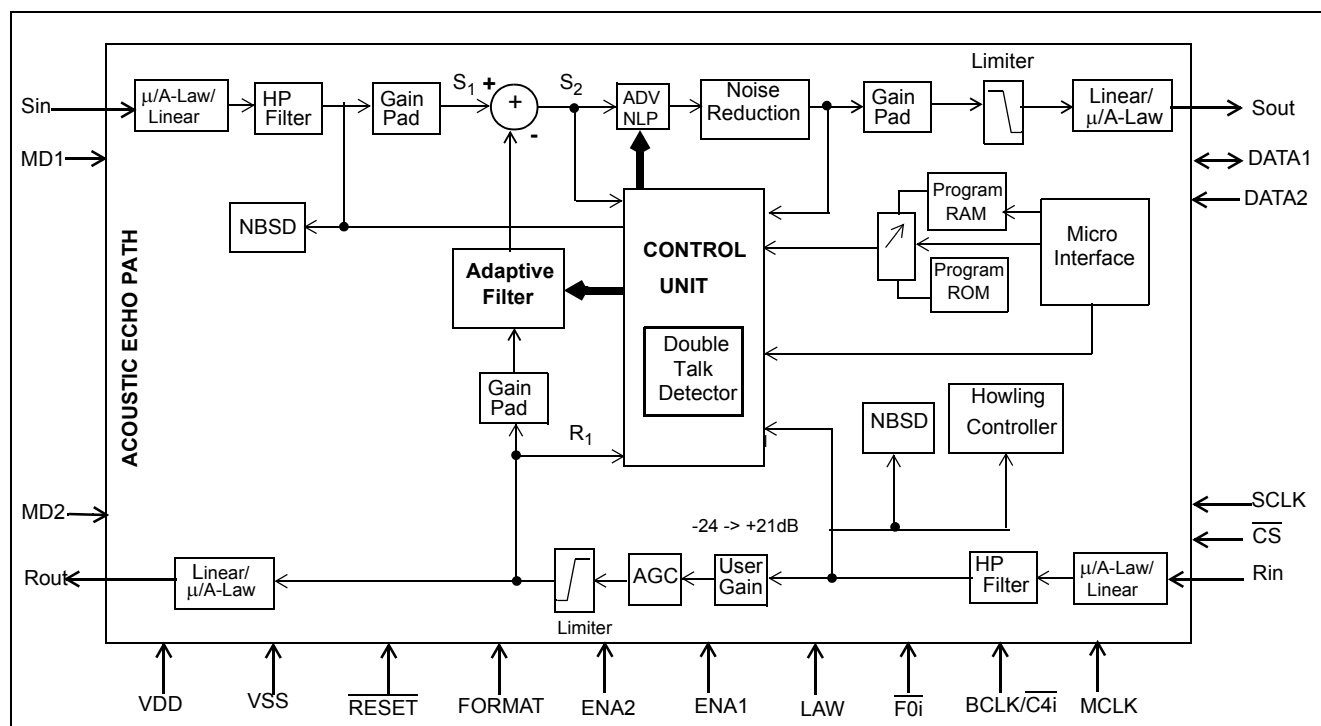 Limiter
μ/A-Law/
Linear
HP
Filter
Gain
Pad
S1
+
+
-
S2
ADV
NLP
Noise
Reduction
Gain
Pad
Linear/
μ/A-Law
Sin
Sout
MD1
DATA1
DATA2
NBSD
Program
RAM
Micro
Interface
Program
ROM
CONTROL
UNIT
Adaptive
Filter
ACOUSTIC ECHO PATH
Double
Talk
Detector
Gain
Pad
R1
NBSD
Howling
Controller
MD2
SCLK
-24 -> +21dB
CS
Rout
Linear/
μ/A-Law
Limiter
AGC
User
Gain
HP
Filter
μ/A-Law/
Linear
Rin
VDD
VSS
RESET
FORMAT
ENA2
ENA1
LAW
F0i
BCLK/C4i
MCLK